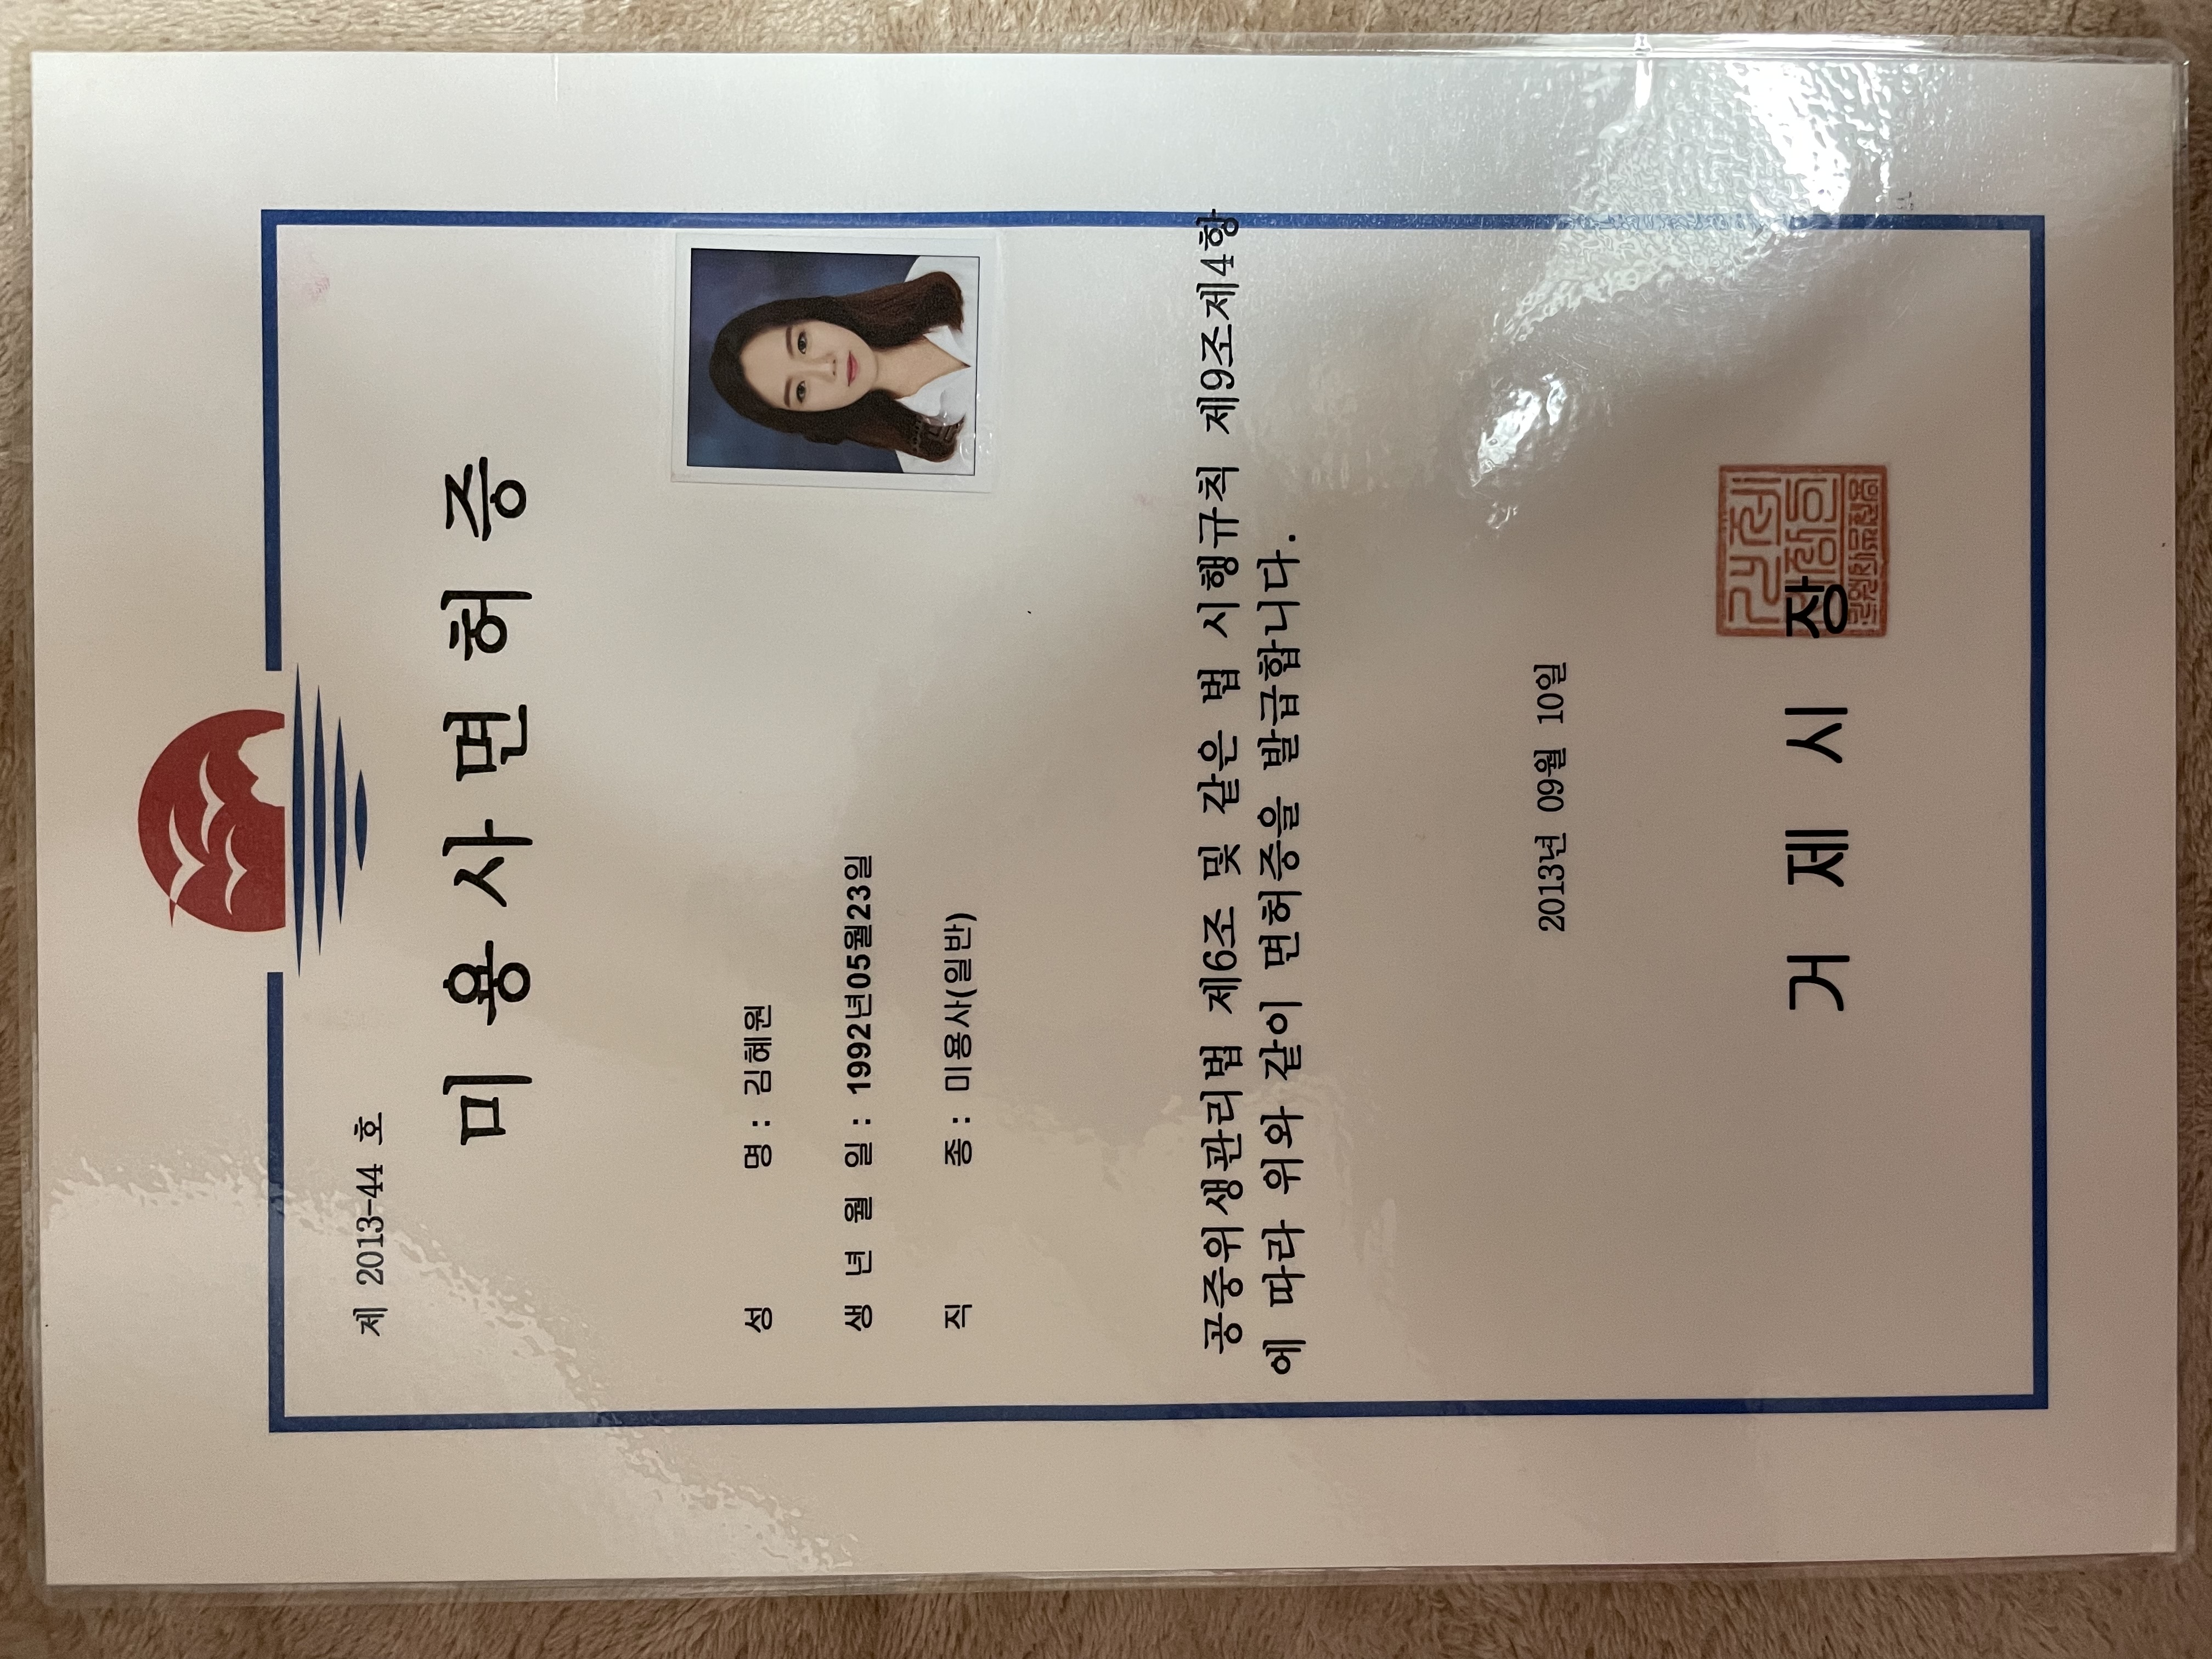 제 2013-44 호
미 용 사 면 허 증
성 명 : 김혜원
생 년 월 일 : 1992년05월23일
직 종 : 미용사(일반)
공중위생관리법 제6조 및 같은 법 시행규칙 제9조제4항
에 따라 위와 같이 면허증을 발급합니다.
2013년 09월 10일
거 제 시 장